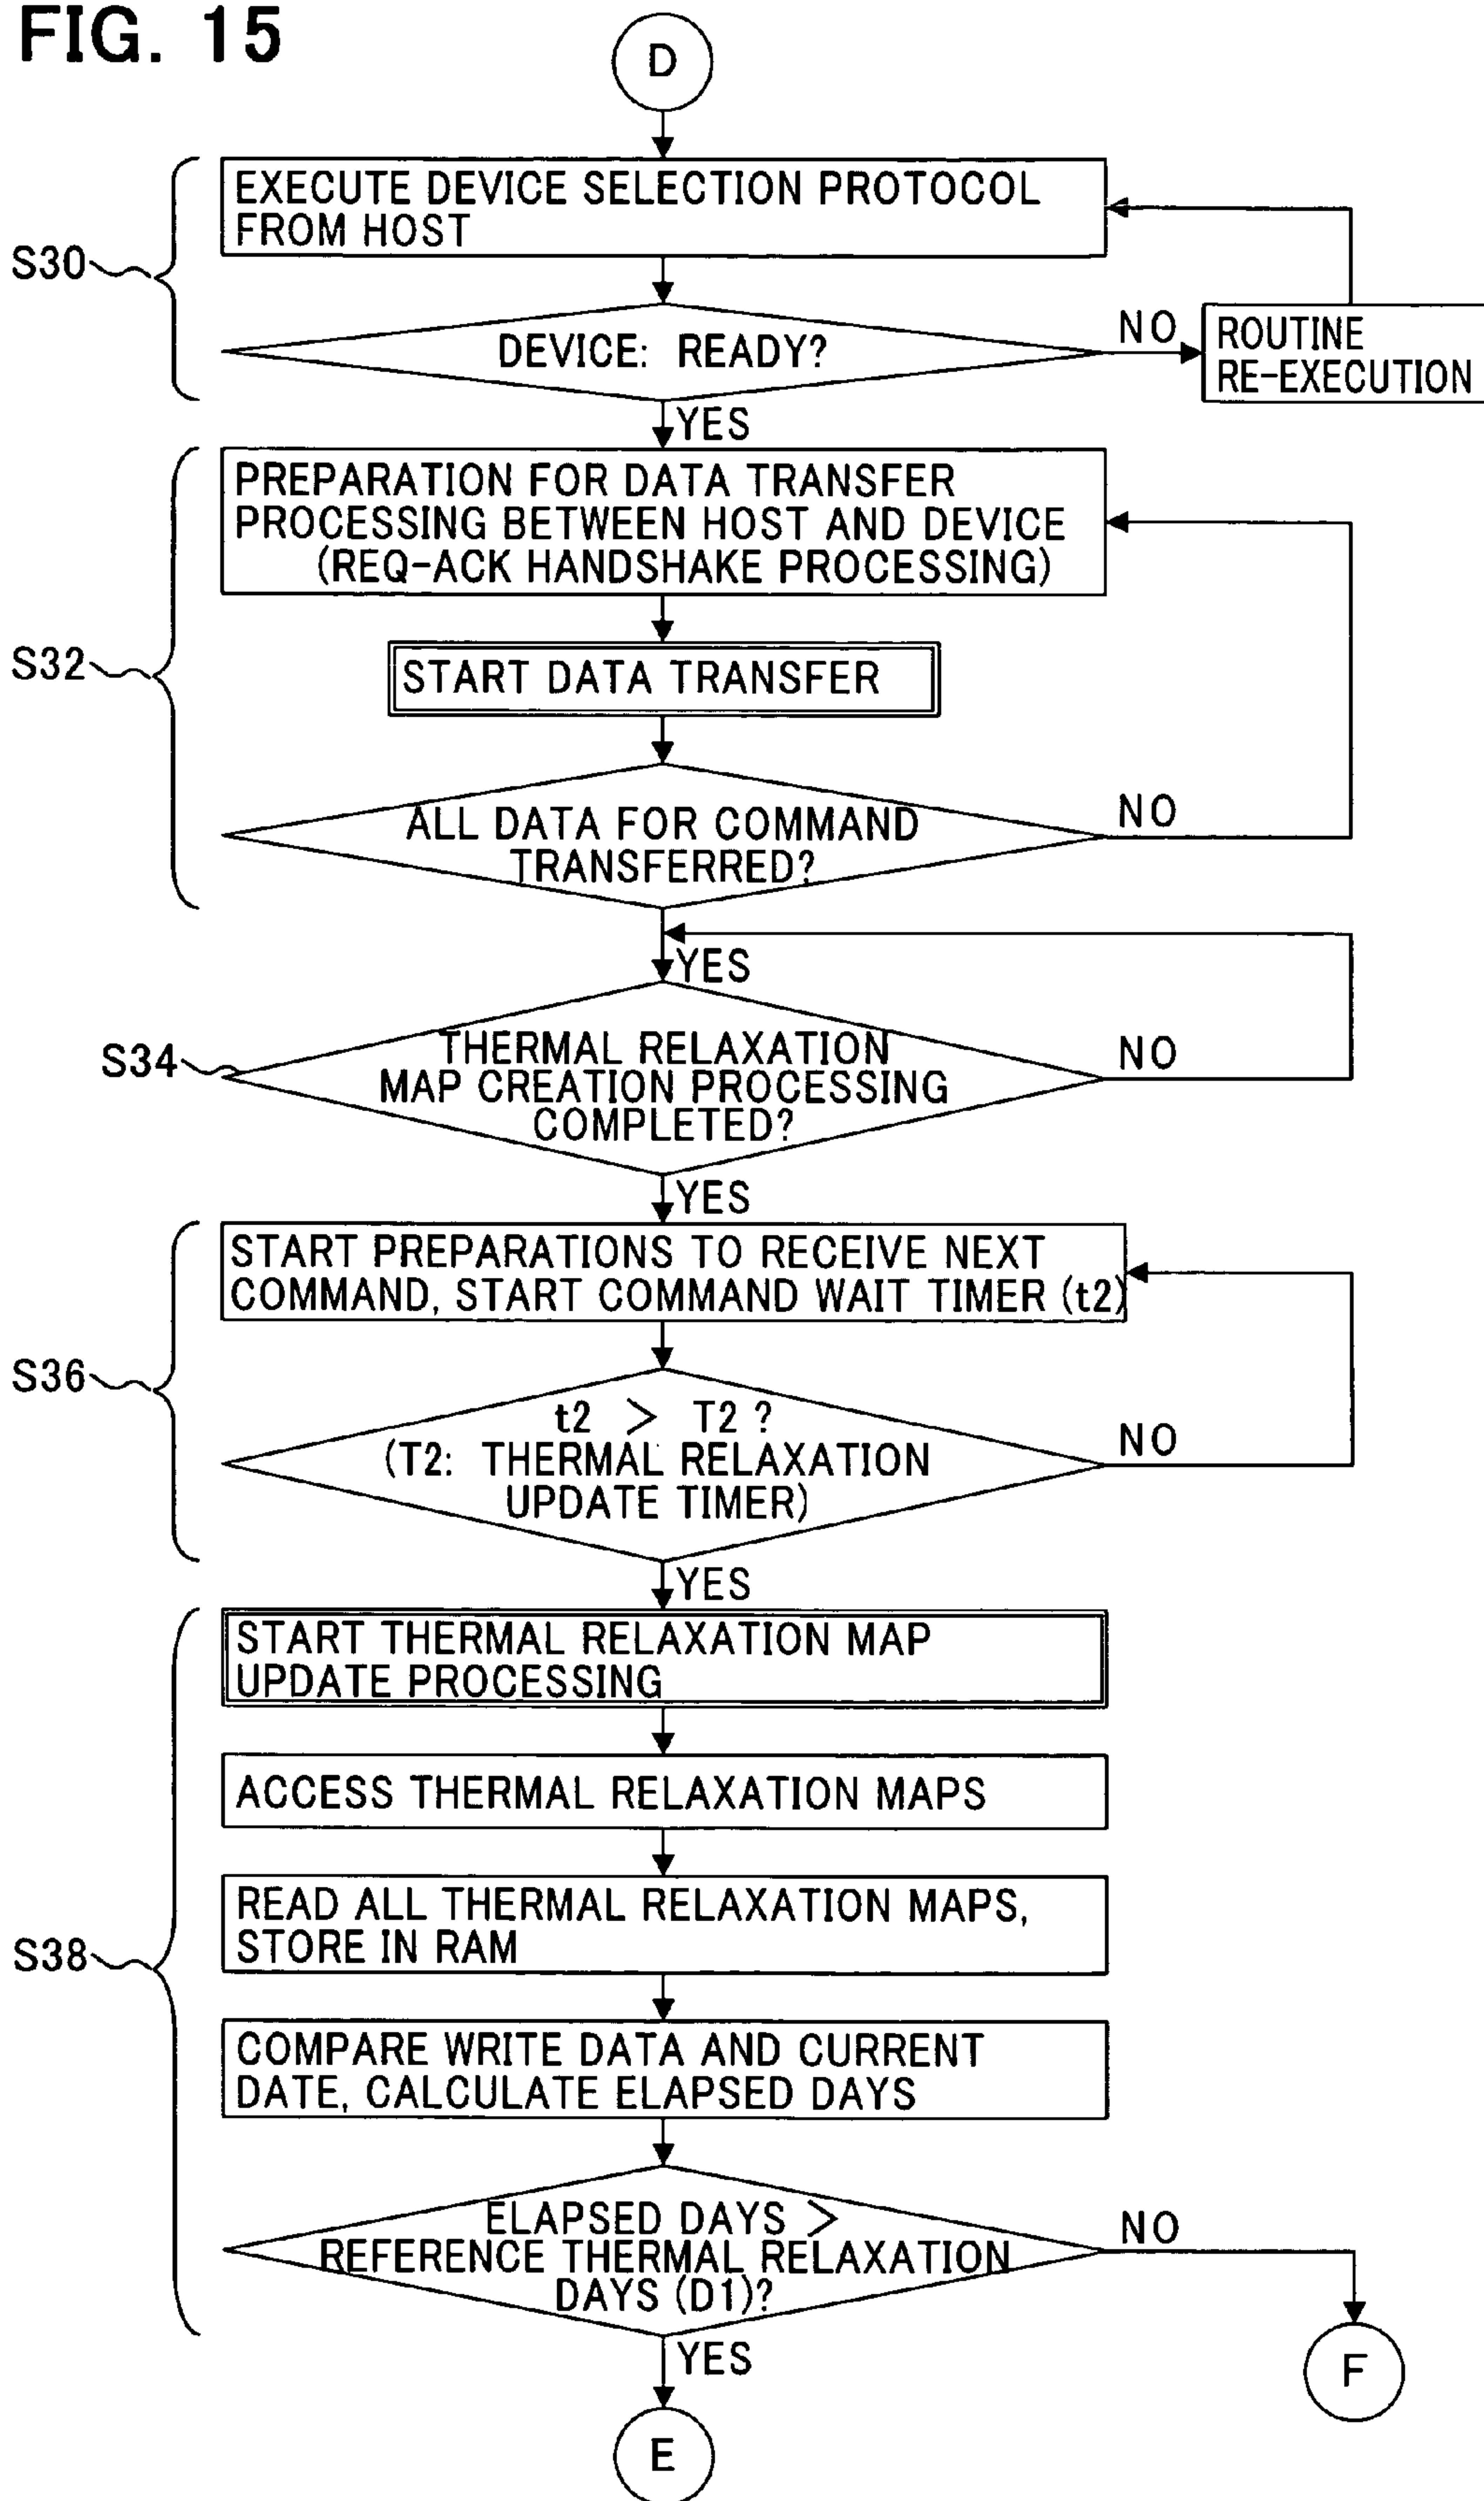 FIG. 15
D
S30
EXECUTE DEVICE SELECTION PROTOCOL
FROM HOST
DEVICE: READY?
NO
ROUTINE
RE-EXECUTION
YES
S32
PREPARATION FOR DATA TRANSFER
PROCESSING BETWEEN HOST AND DEVICE
(REQ-ACK HANDSHAKE PROCESSING)
START DATA TRANSFER
ALL DATA FOR COMMAND
TRANSFERRED?
NO
YES
S34
THERMAL RELAXATION
MAP CREATION PROCESSING
COMPLETED?
NO
YES
S36
START PREPARATIONS TO RECEIVE NEXT
COMMAND, START COMMAND WAIT TIMER (t2)
t2 > T2 ?
(T2: THERMAL RELAXATION
UPDATE TIMER)
NO
YES
S38
START THERMAL RELAXATION MAP
UPDATE PROCESSING
ACCESS THERMAL RELAXATION MAPS
READ ALL THERMAL RELAXATION MAPS,
STORE IN RAM
COMPARE WRITE DATA AND CURRENT
DATE, CALCULATE ELAPSED DAYS
ELAPSED DAYS >
REFERENCE THERMAL RELAXATION
DAYS (D1)?
NO
F
YES
E